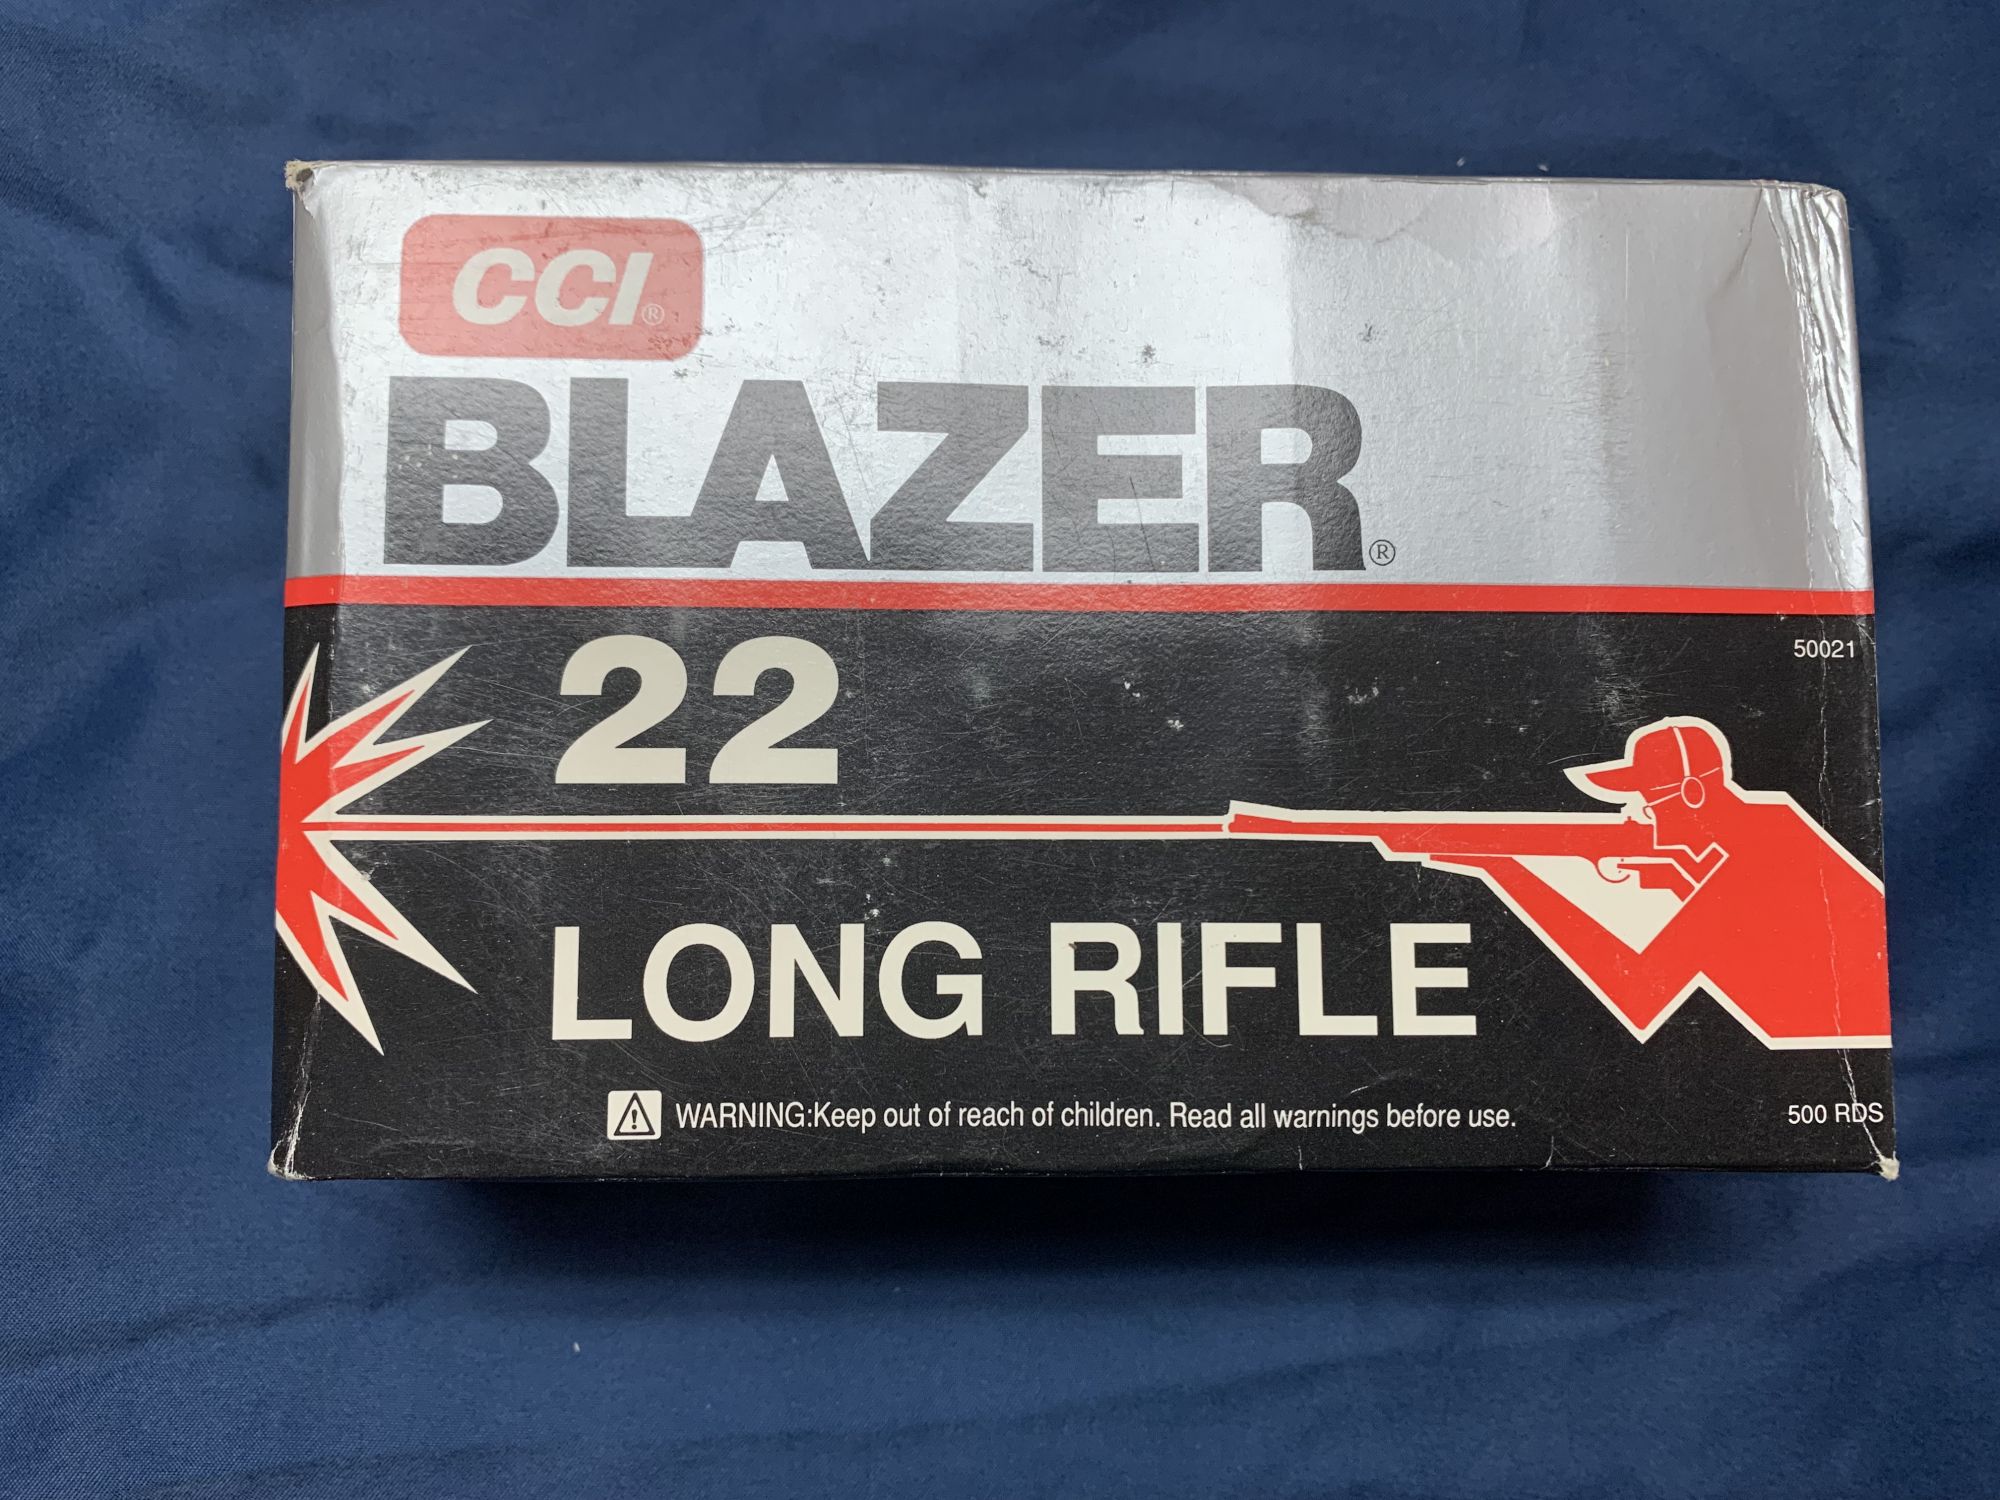 CCI®
BLAZER®
50021
22
LONG RIFLE
WARNING:Keep out of reach of children. Read all warnings before use.
500 RDS